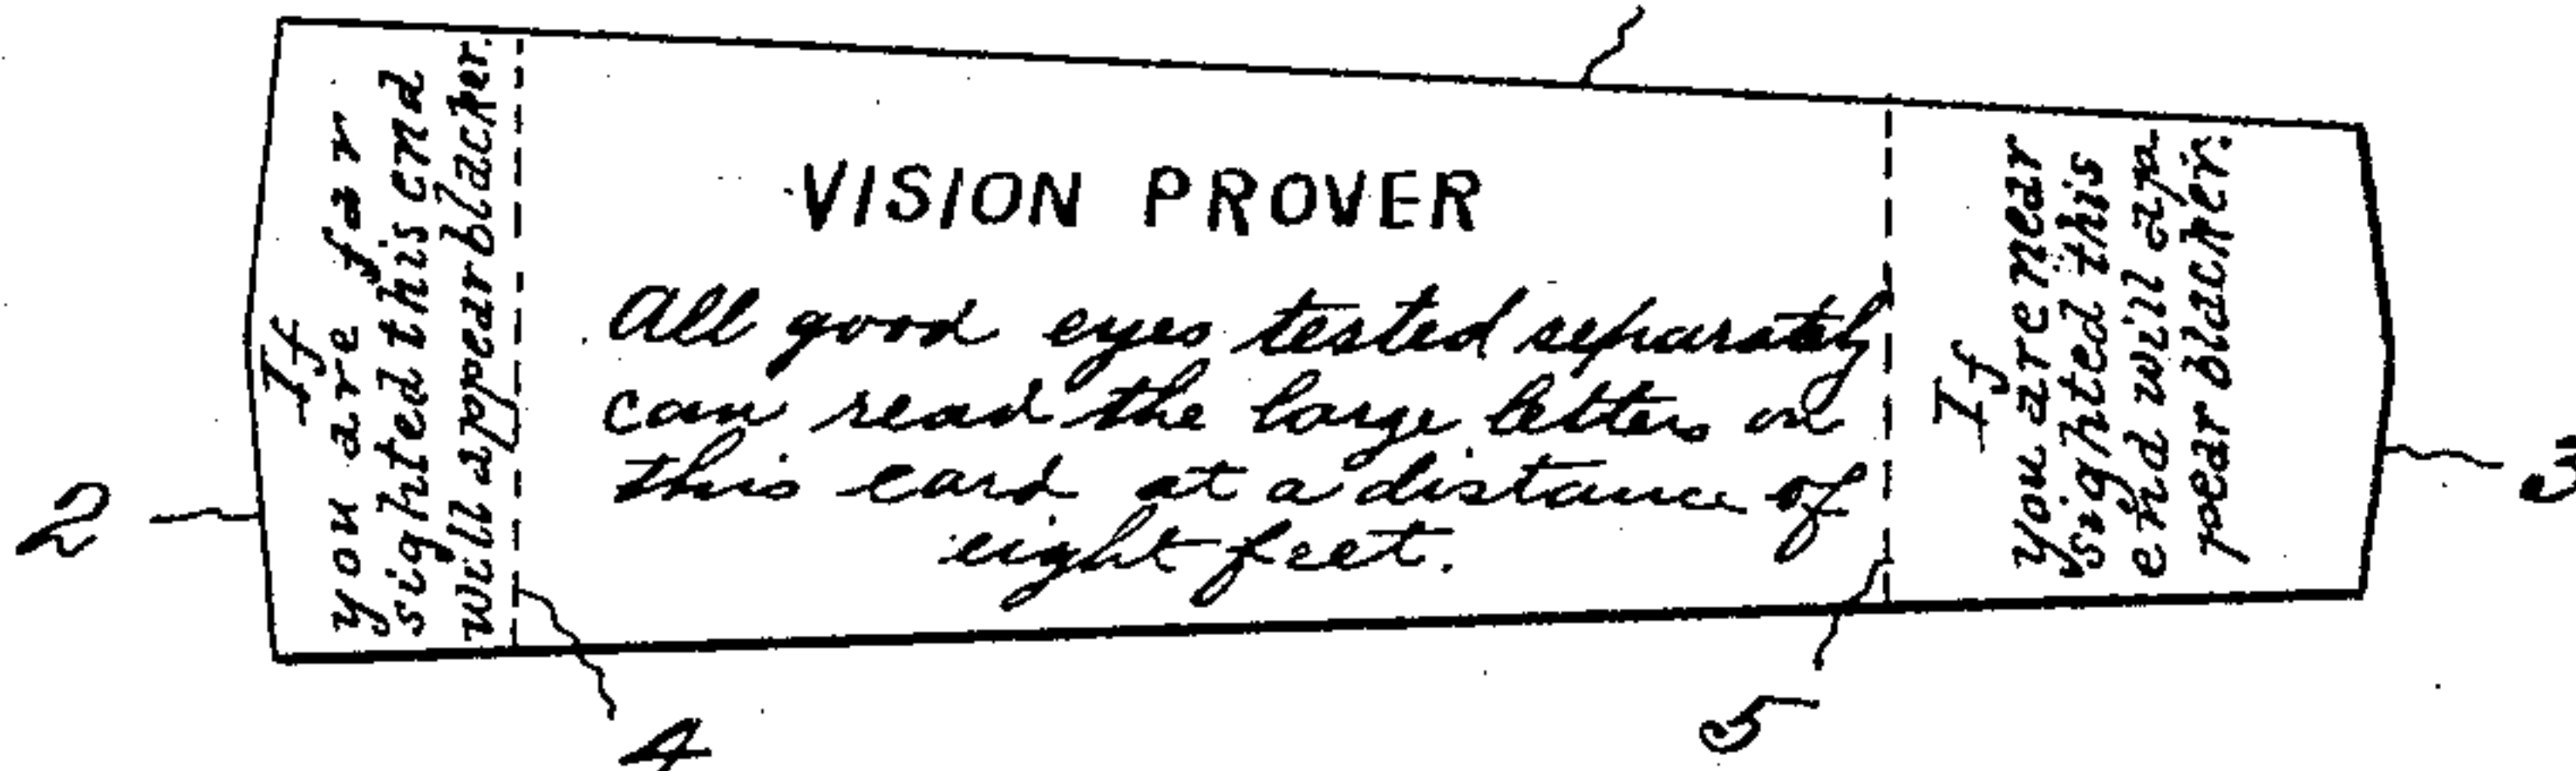 If
you are far
sighted this end
will appear blacker.
VISION PROVER
All good eyes tested separately
can read the large letters on
this card at a distance of
eight feet.
If
you are near
sighted this
end will ap
pear blacker.
2
3
4
5